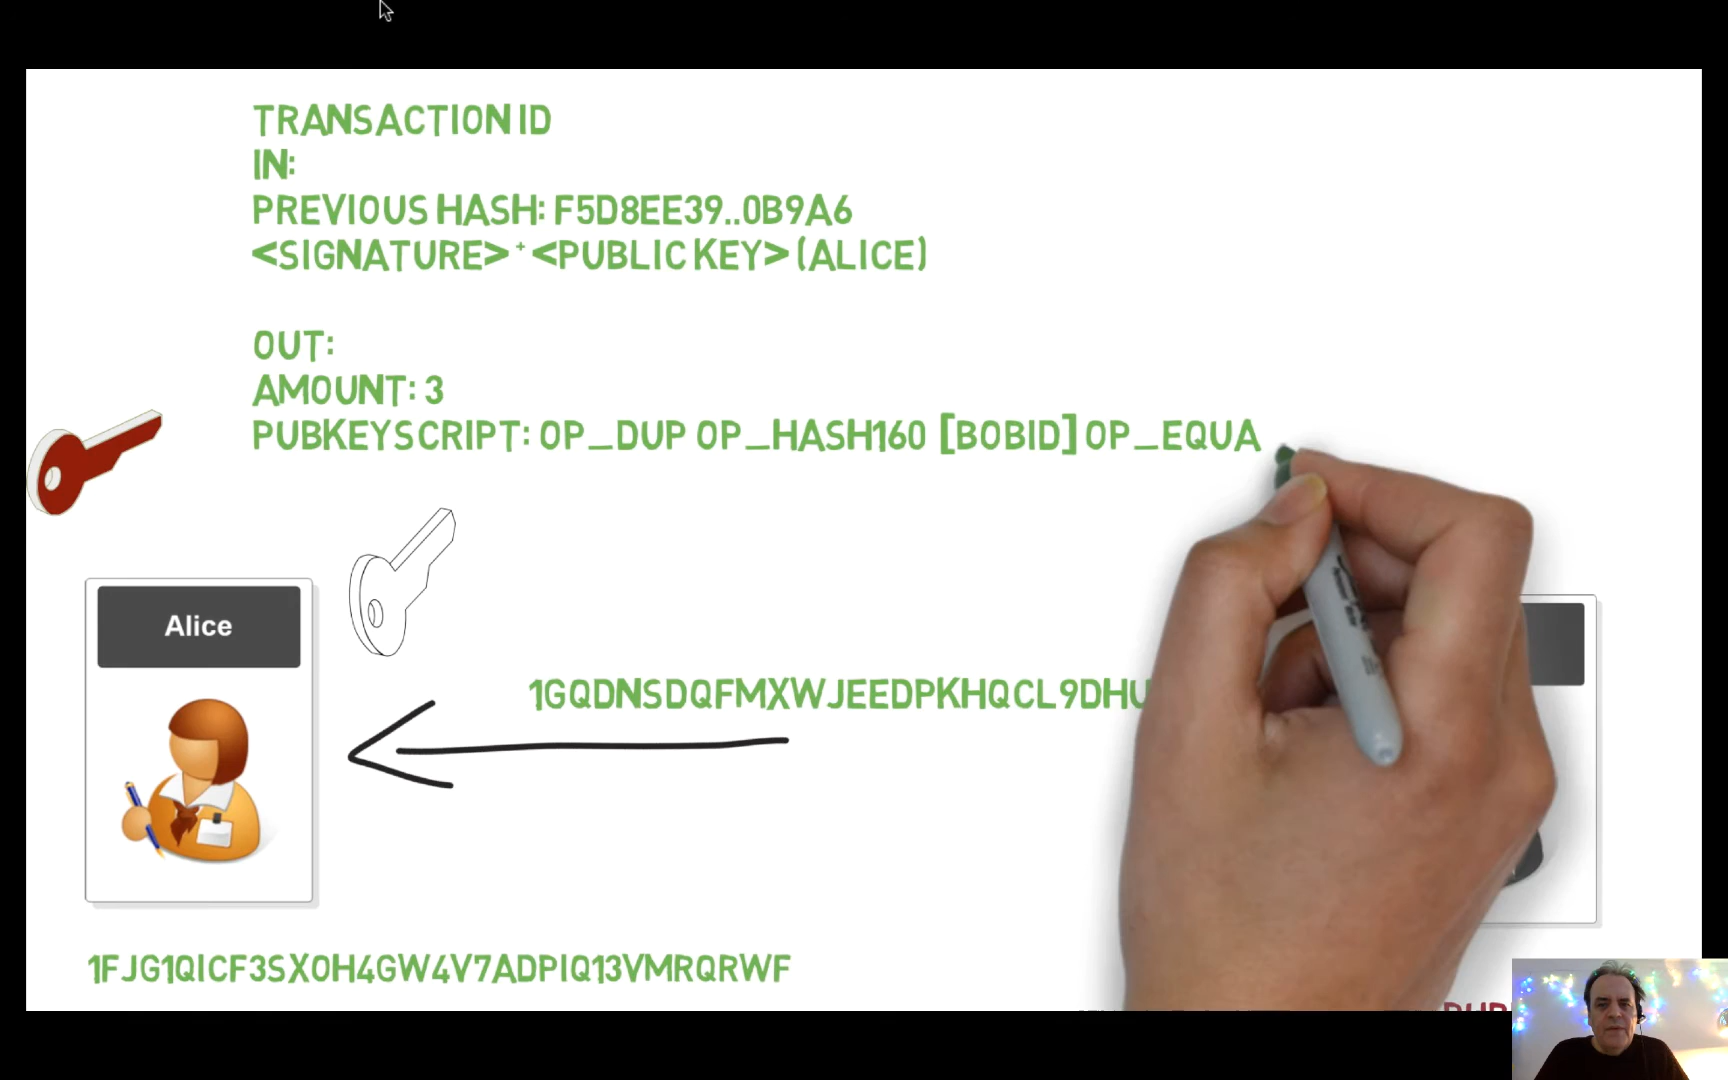 TRANSACTION ID
IN:
PREVIOUS HASH: F5D8EE39..0B9A6
<SIGNATURE> + <PUBLIC KEY> (ALICE)
OUT:
AMOUNT: 3
PUBKEYSCRIPT: OP_DUP OP_HASH160 [BOBID] OP_EQUA
Alice
1GQDNSDQFMXWJEEDPKHQCL9DHU
1FJG1QICF3SX0H4GW4V7ADPIQ13VMRQRWF